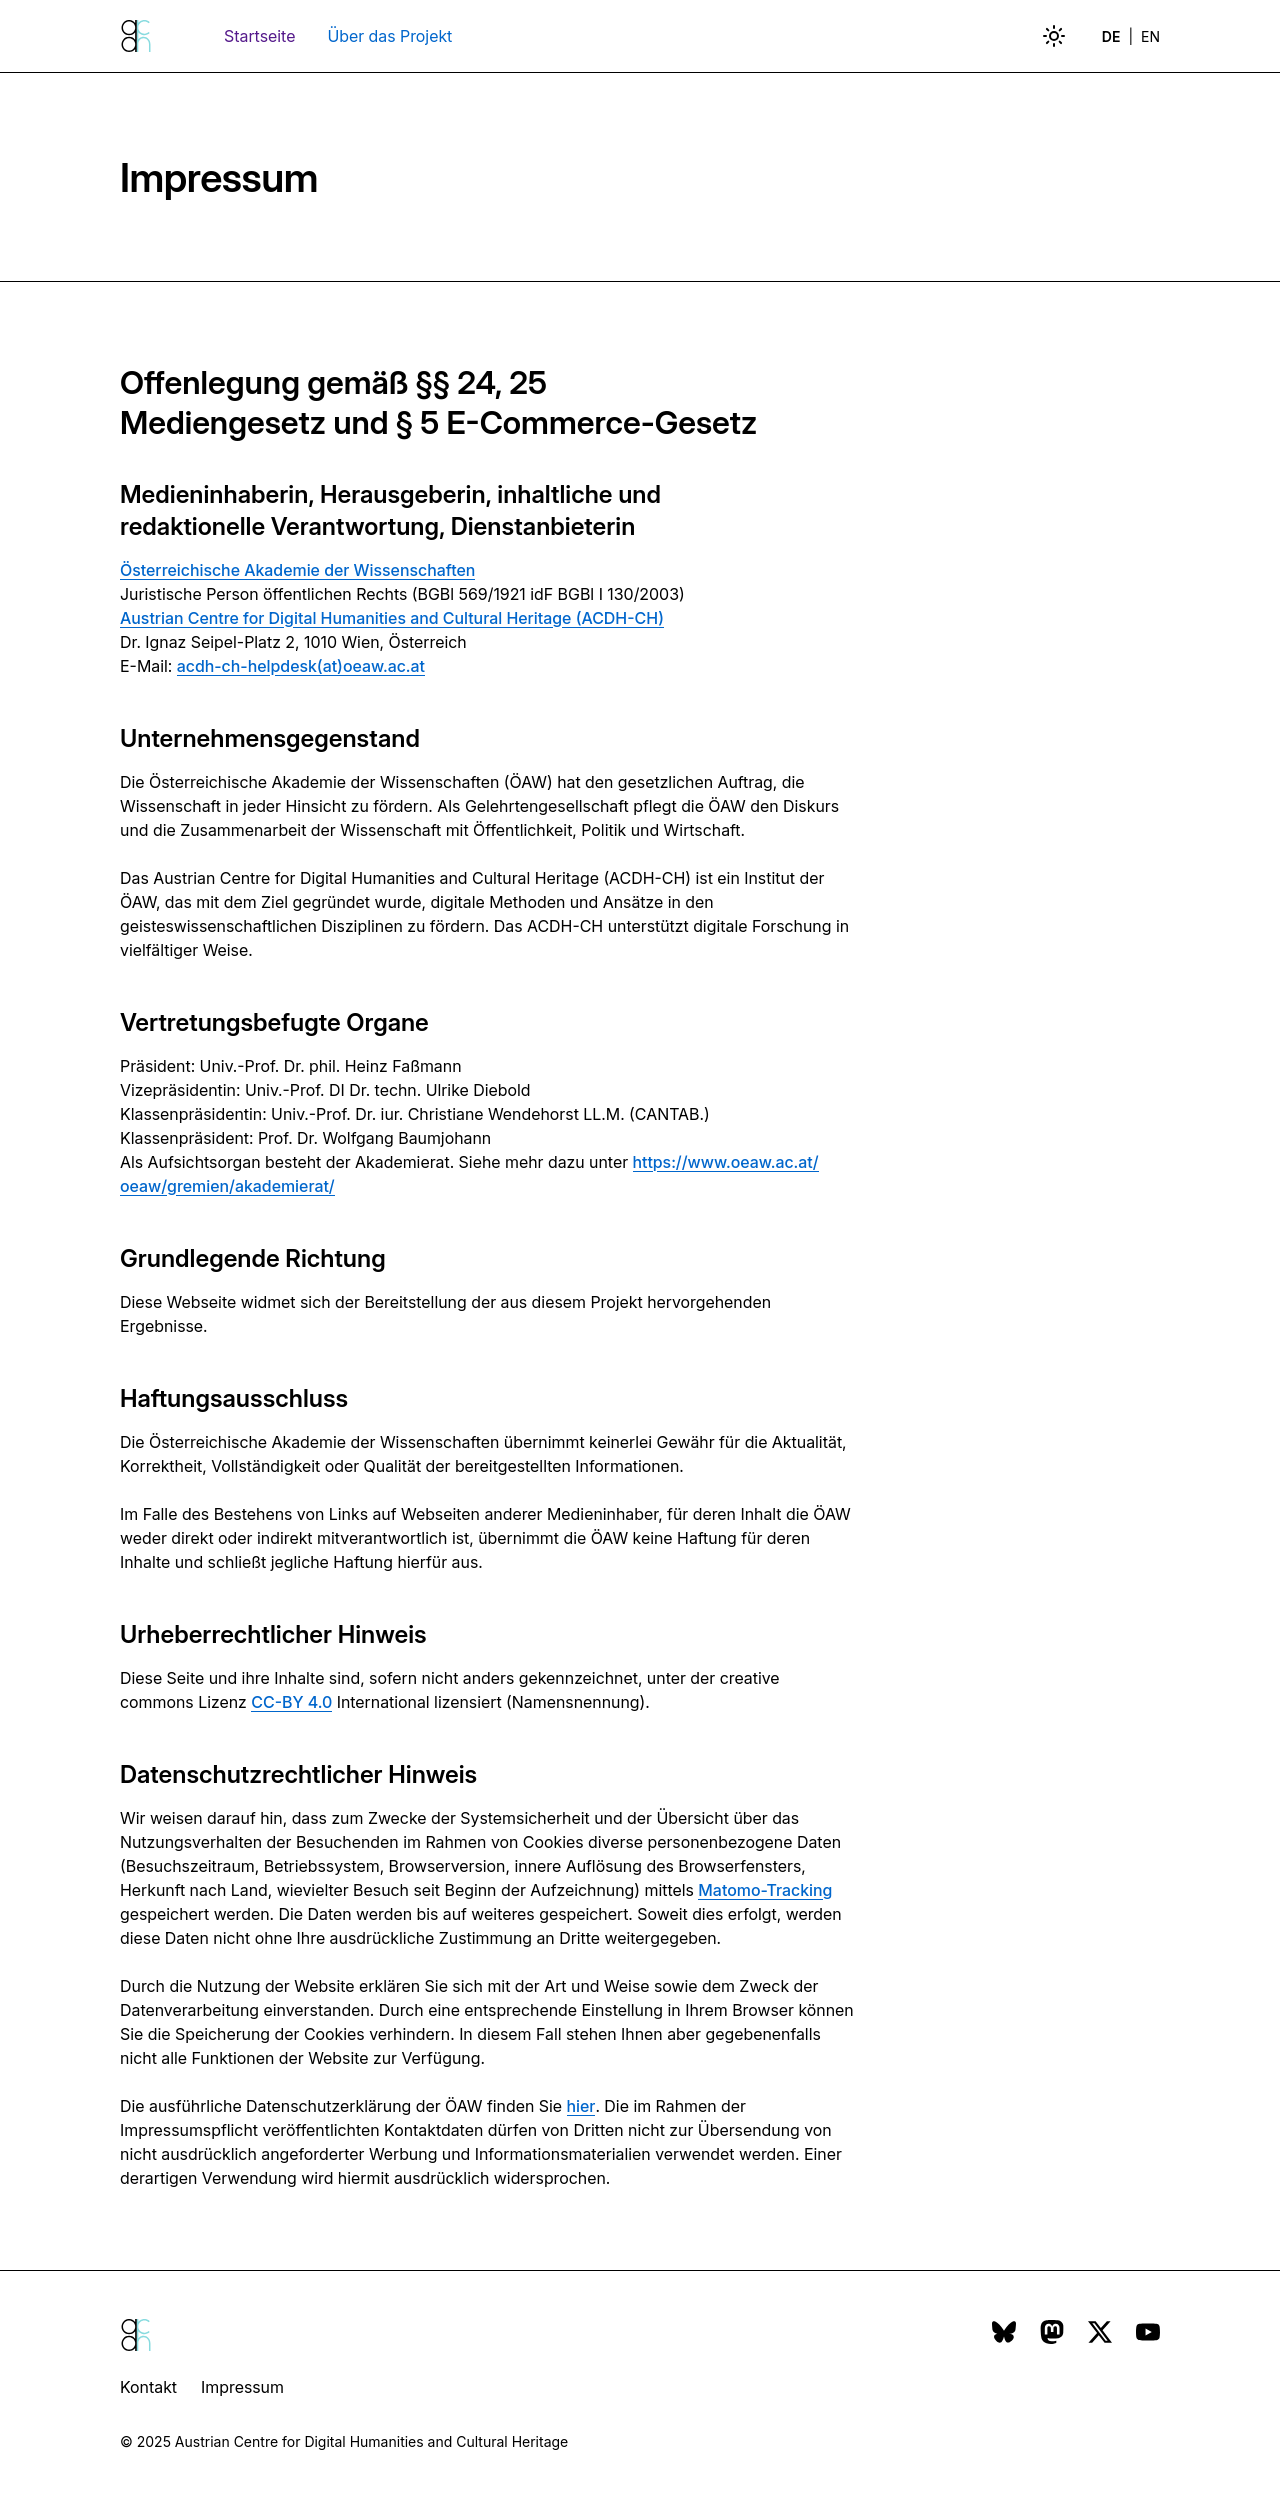 Startseite Über das Projekt DE | EN
Impressum
Offenlegung gemäß §§ 24, 25
Mediengesetz und § 5 E-Commerce-Gesetz
Medieninhaberin, Herausgeberin, inhaltliche und
redaktionelle Verantwortung, Dienstanbieterin
Österreichische Akademie der Wissenschaften
Juristische Person öffentlichen Rechts (BGBl 569/1921 idF BGBl I 130/2003)
Austrian Centre for Digital Humanities and Cultural Heritage (ACDH-CH)
Dr. Ignaz Seipel-Platz 2, 1010 Wien, Österreich
E-Mail: acdh-ch-helpdesk(at)oeaw.ac.at
Unternehmensgegenstand
Die Österreichische Akademie der Wissenschaften (ÖAW) hat den gesetzlichen Auftrag, die
Wissenschaft in jeder Hinsicht zu fördern. Als Gelehrtengesellschaft pflegt die ÖAW den Diskurs
und die Zusammenarbeit der Wissenschaft mit Öffentlichkeit, Politik und Wirtschaft.
Das Austrian Centre for Digital Humanities and Cultural Heritage (ACDH-CH) ist ein Institut der
ÖAW, das mit dem Ziel gegründet wurde, digitale Methoden und Ansätze in den
geisteswissenschaftlichen Disziplinen zu fördern. Das ACDH-CH unterstützt digitale Forschung in
vielfältiger Weise.
Vertretungsbefugte Organe
Präsident: Univ.-Prof. Dr. phil. Heinz Faßmann
Vizepräsidentin: Univ.-Prof. DI Dr. techn. Ulrike Diebold
Klassenpräsidentin: Univ.-Prof. Dr. iur. Christiane Wendehorst LL.M. (CANTAB.)
Klassenpräsident: Prof. Dr. Wolfgang Baumjohann
Als Aufsichtsorgan besteht der Akademierat. Siehe mehr dazu unter https://www.oeaw.ac.at/
oeaw/gremien/akademierat/
Grundlegende Richtung
Diese Webseite widmet sich der Bereitstellung der aus diesem Projekt hervorgehenden
Ergebnisse.
Haftungsausschluss
Die Österreichische Akademie der Wissenschaften übernimmt keinerlei Gewähr für die Aktualität,
Korrektheit, Vollständigkeit oder Qualität der bereitgestellten Informationen.
Im Falle des Bestehens von Links auf Webseiten anderer Medieninhaber, für deren Inhalt die ÖAW
weder direkt oder indirekt mitverantwortlich ist, übernimmt die ÖAW keine Haftung für deren
Inhalte und schließt jegliche Haftung hierfür aus.
Urheberrechtlicher Hinweis
Diese Seite und ihre Inhalte sind, sofern nicht anders gekennzeichnet, unter der creative
commons Lizenz CC-BY 4.0 International lizensiert (Namensnennung).
Datenschutzrechtlicher Hinweis
Wir weisen darauf hin, dass zum Zwecke der Systemsicherheit und der Übersicht über das
Nutzungsverhalten der Besuchenden im Rahmen von Cookies diverse personenbezogene Daten
(Besuchszeitraum, Betriebssystem, Browserversion, innere Auflösung des Browserfensters,
Herkunft nach Land, wievielter Besuch seit Beginn der Aufzeichnung) mittels Matomo-Tracking
gespeichert werden. Die Daten werden bis auf weiteres gespeichert. Soweit dies erfolgt, werden
diese Daten nicht ohne Ihre ausdrückliche Zustimmung an Dritte weitergegeben.
Durch die Nutzung der Website erklären Sie sich mit der Art und Weise sowie dem Zweck der
Datenverarbeitung einverstanden. Durch eine entsprechende Einstellung in Ihrem Browser können
Sie die Speicherung der Cookies verhindern. In diesem Fall stehen Ihnen aber gegebenenfalls
nicht alle Funktionen der Website zur Verfügung.
Die ausführliche Datenschutzerklärung der ÖAW finden Sie hier. Die im Rahmen der
Impressumspflicht veröffentlichten Kontaktdaten dürfen von Dritten nicht zur Übersendung von
nicht ausdrücklich angeforderter Werbung und Informationsmaterialien verwendet werden. Einer
derartigen Verwendung wird hiermit ausdrücklich widersprochen.
Kontakt Impressum
© 2025 Austrian Centre for Digital Humanities and Cultural Heritage